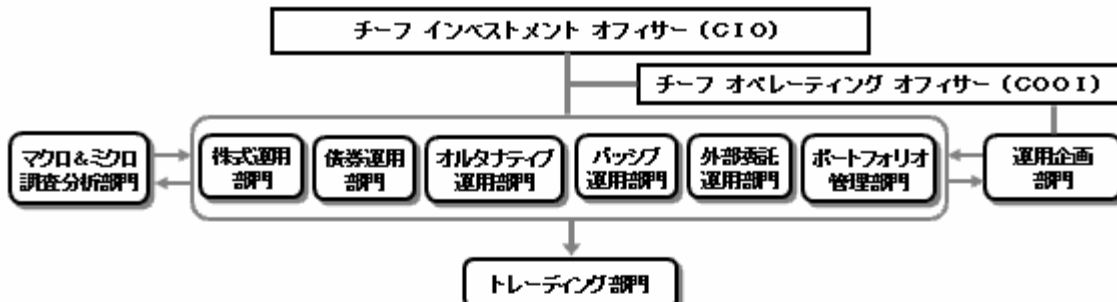 チーフ インベストメント オフィサー（CIO）
チーフ オペレーティング オフィサー（COOI）
マクロ＆ミクロ
調査分析部門
株式運用
部門
債券運用
部門
オルタナティブ
運用部門
パッシブ
運用部門
外部委託
運用部門
ポートフォリオ
管理部門
運用企画
部門
トレーディング部門